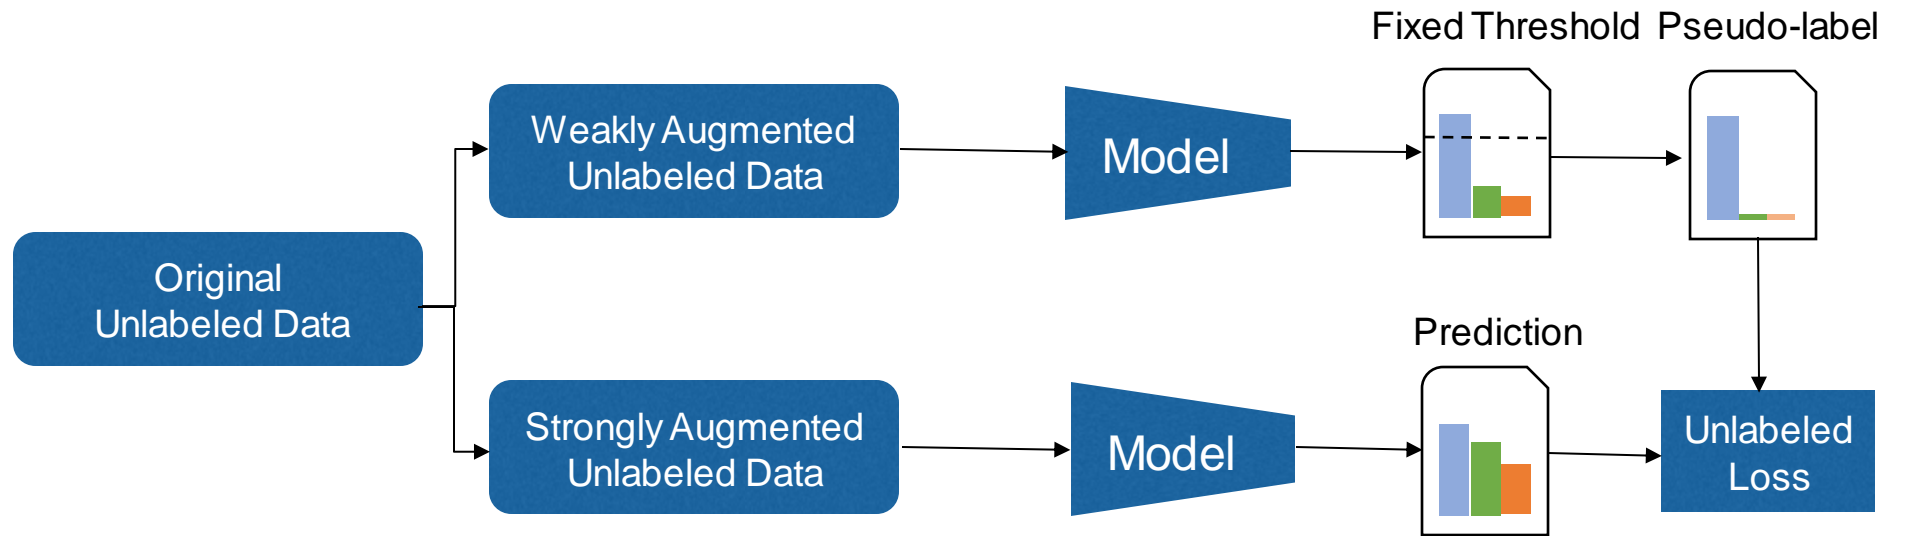 Fixed Threshold Pseudo-label
Weakly Augmented
Unlabeled Data
Model
Original
Unlabeled Data
Prediction
Strongly Augmented
Unlabeled Data
Model
Unlabeled
Loss